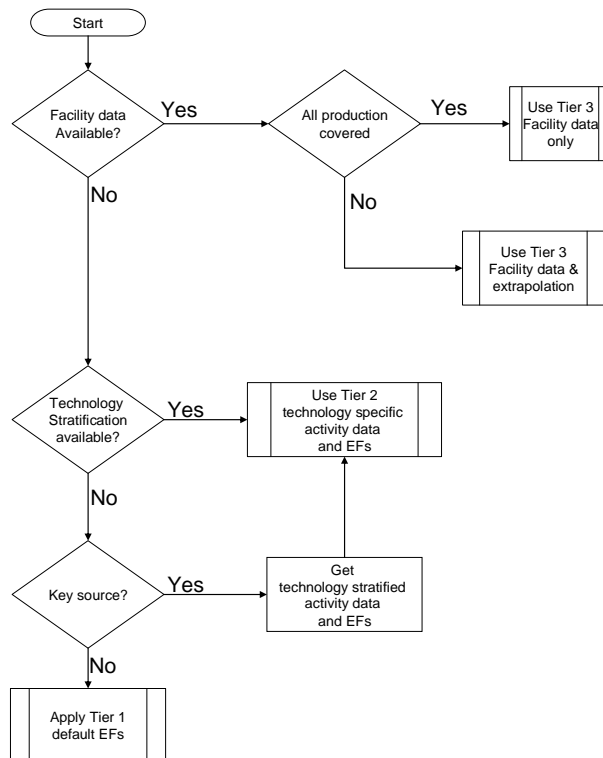 Start
Facility data
Available?
Yes
All production
covered
Yes
Use Tier 3
Facility data
only
No
No
Use Tier 3
Facility data &
extrapolation
Technology
Stratification
available?
Yes
Use Tier 2
technology specific
activity data
and EFs
No
Key source?
Yes
Get
technology stratified
activity data
and EFs
No
Apply Tier 1
default EFs